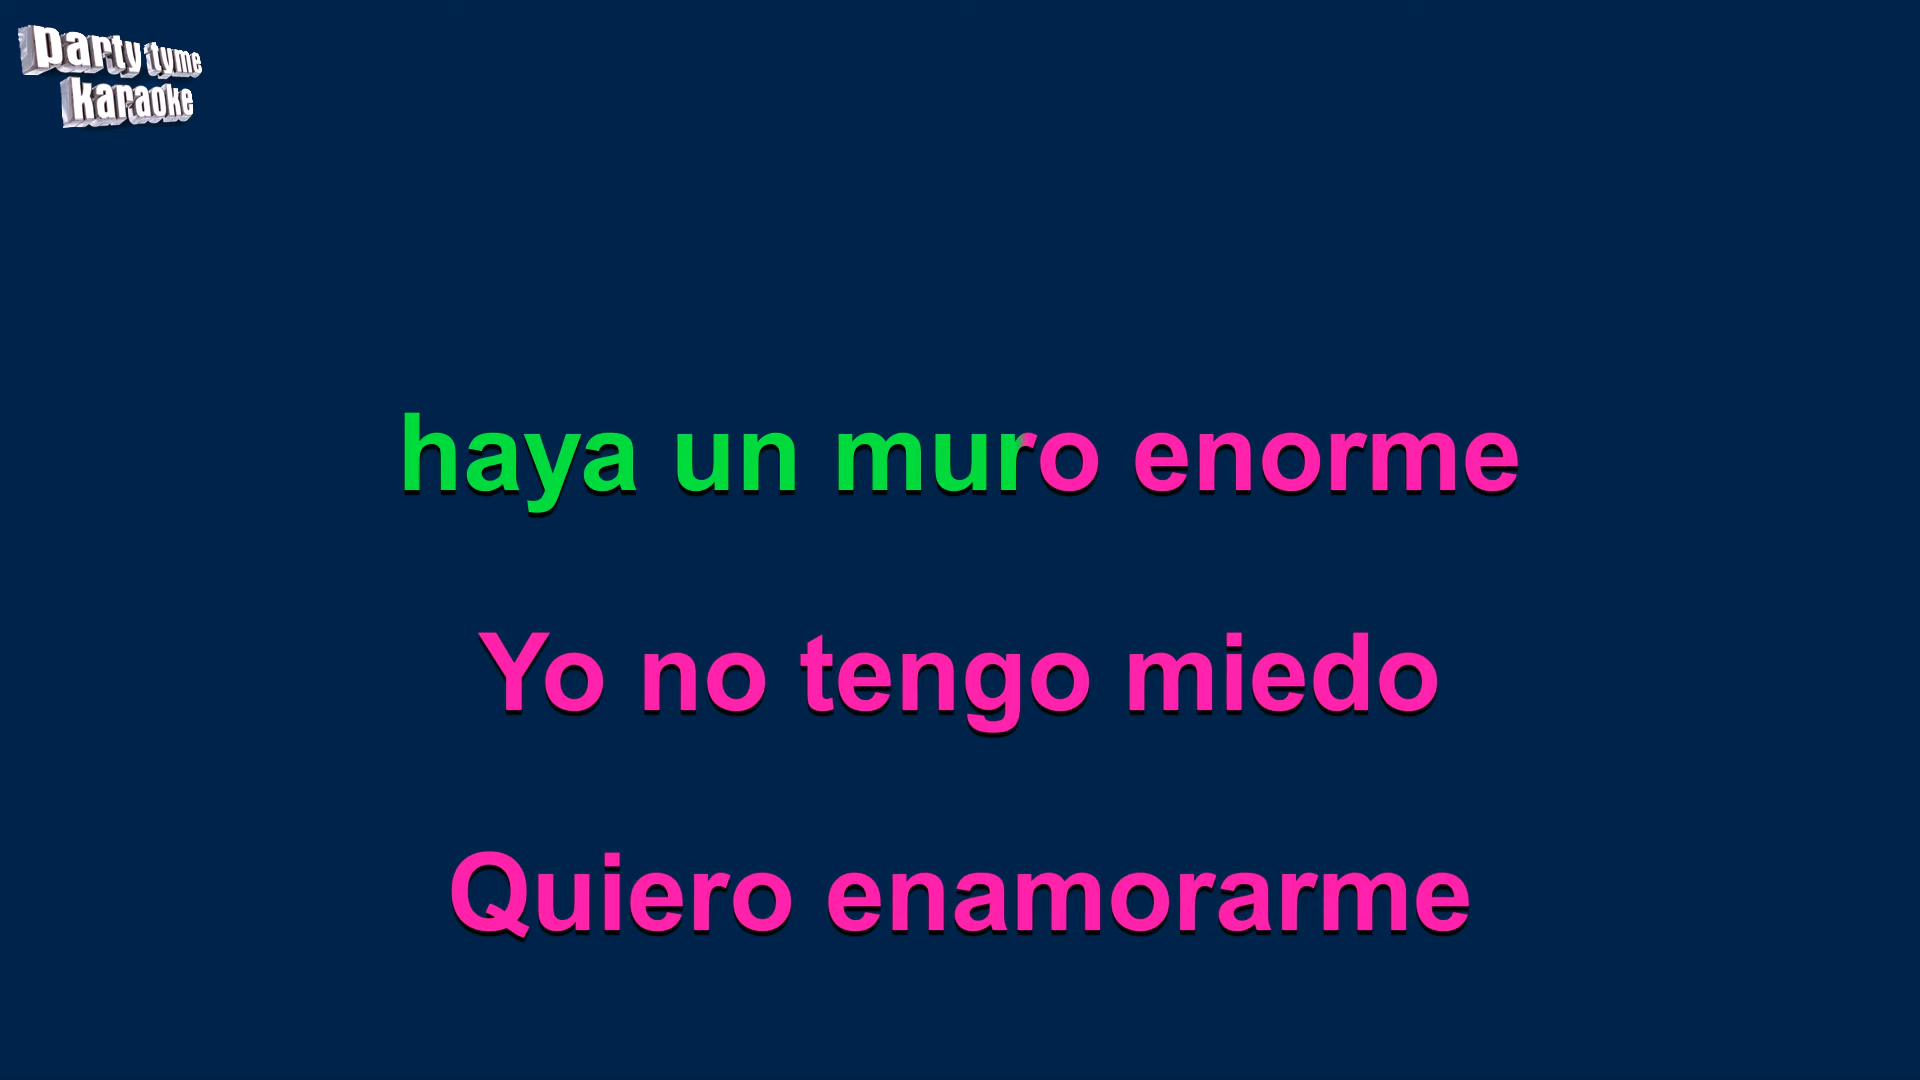 party tyme
karaoke
haya un muro enorme
Yo no tengo miedo
Quiero enamorarme